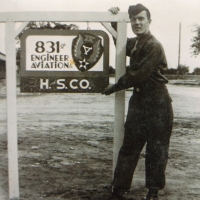 831st
ENGINEER
AVIATION
H.S.CO.